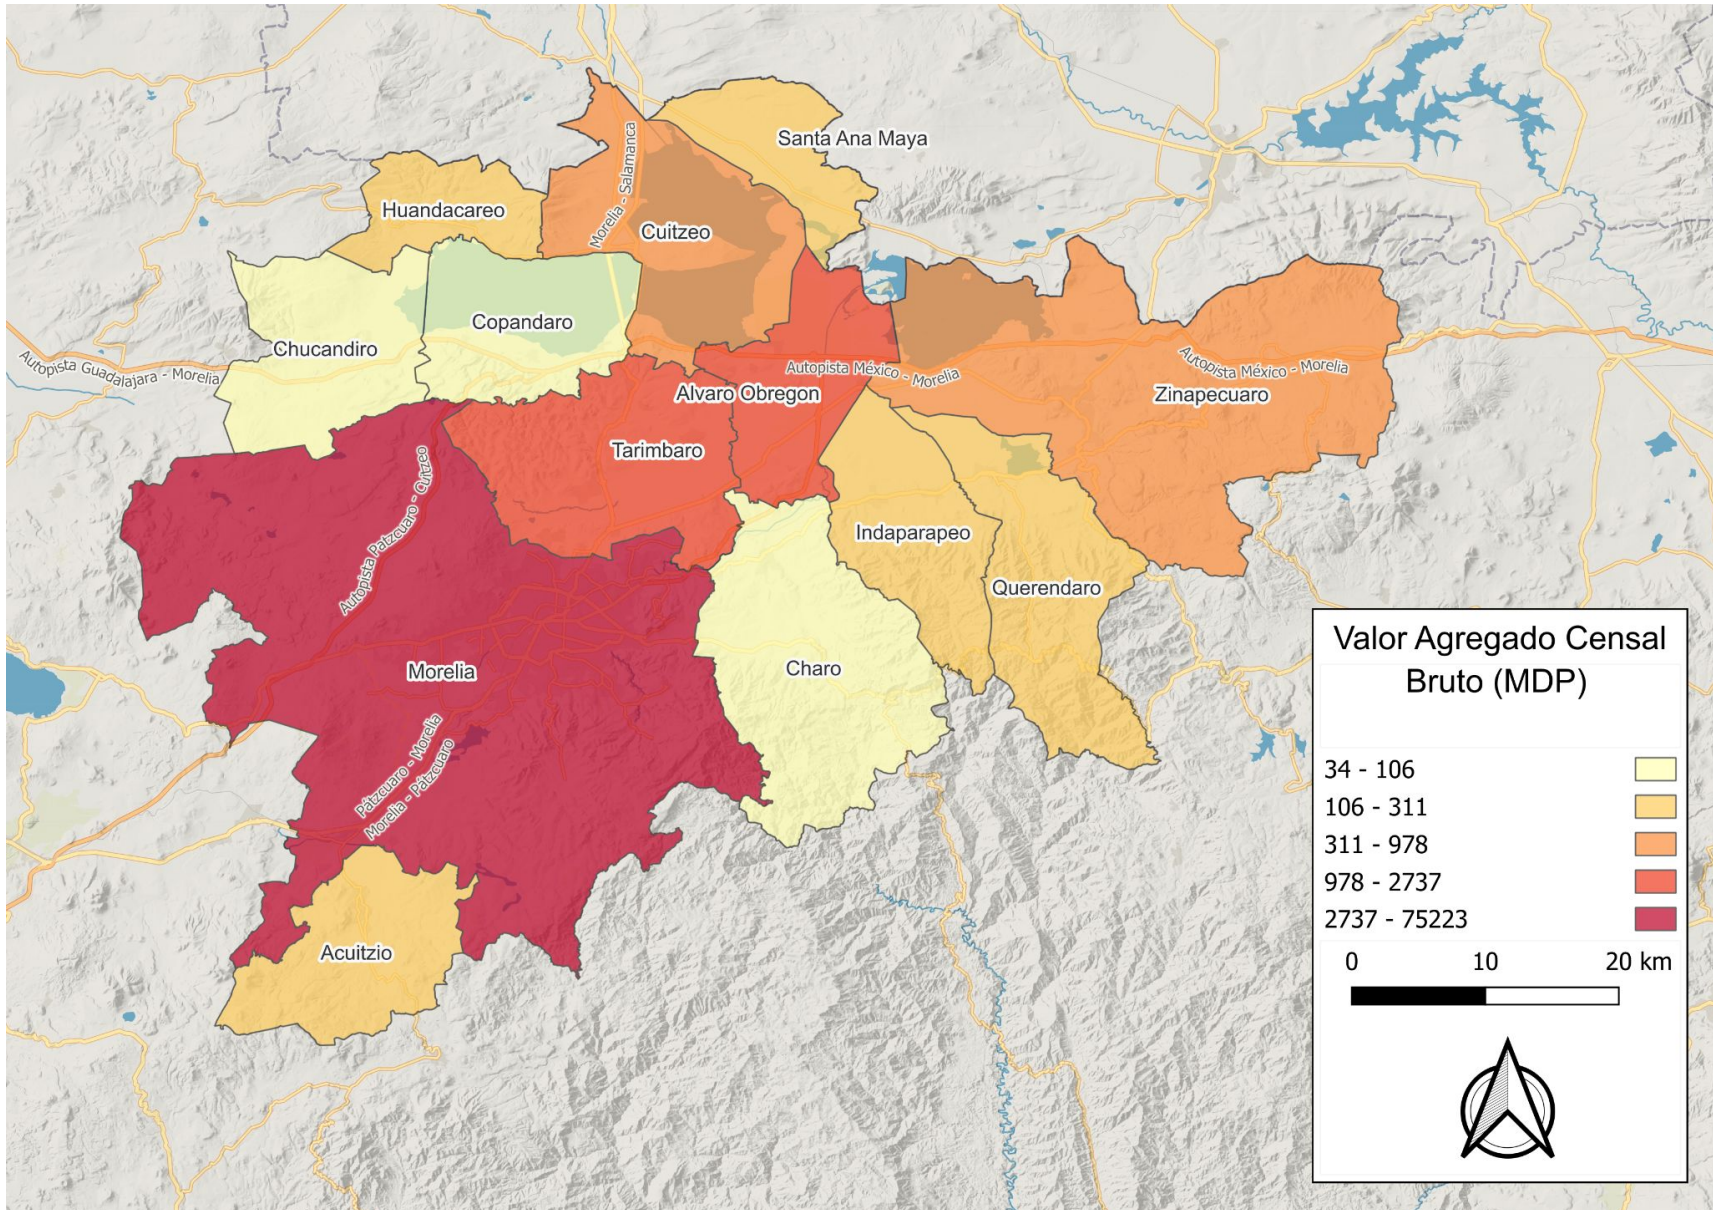 Santa Ana Maya
Morelia - Salamanca
Huandacareo
Cuitzeo
Copandaro
Chucandiro
Autopista Guadalajara - Morelia
Autopista México - Morelia
Autopista México - Morelia
Alvaro Obregon
Zinapecuaro
Tarimbaro
Autopista Patzcuaro - Cuitzeo
Indaparapeo
Querendaro
Morelia
Charo
Pátzcuaro - Morelia
Morelia - Pátzcuaro
Acuitzio
Valor Agregado Censal
Bruto (MDP)
34 - 106
106 - 311
311 - 978
978 - 2737
2737 - 75223
0 10 20 km